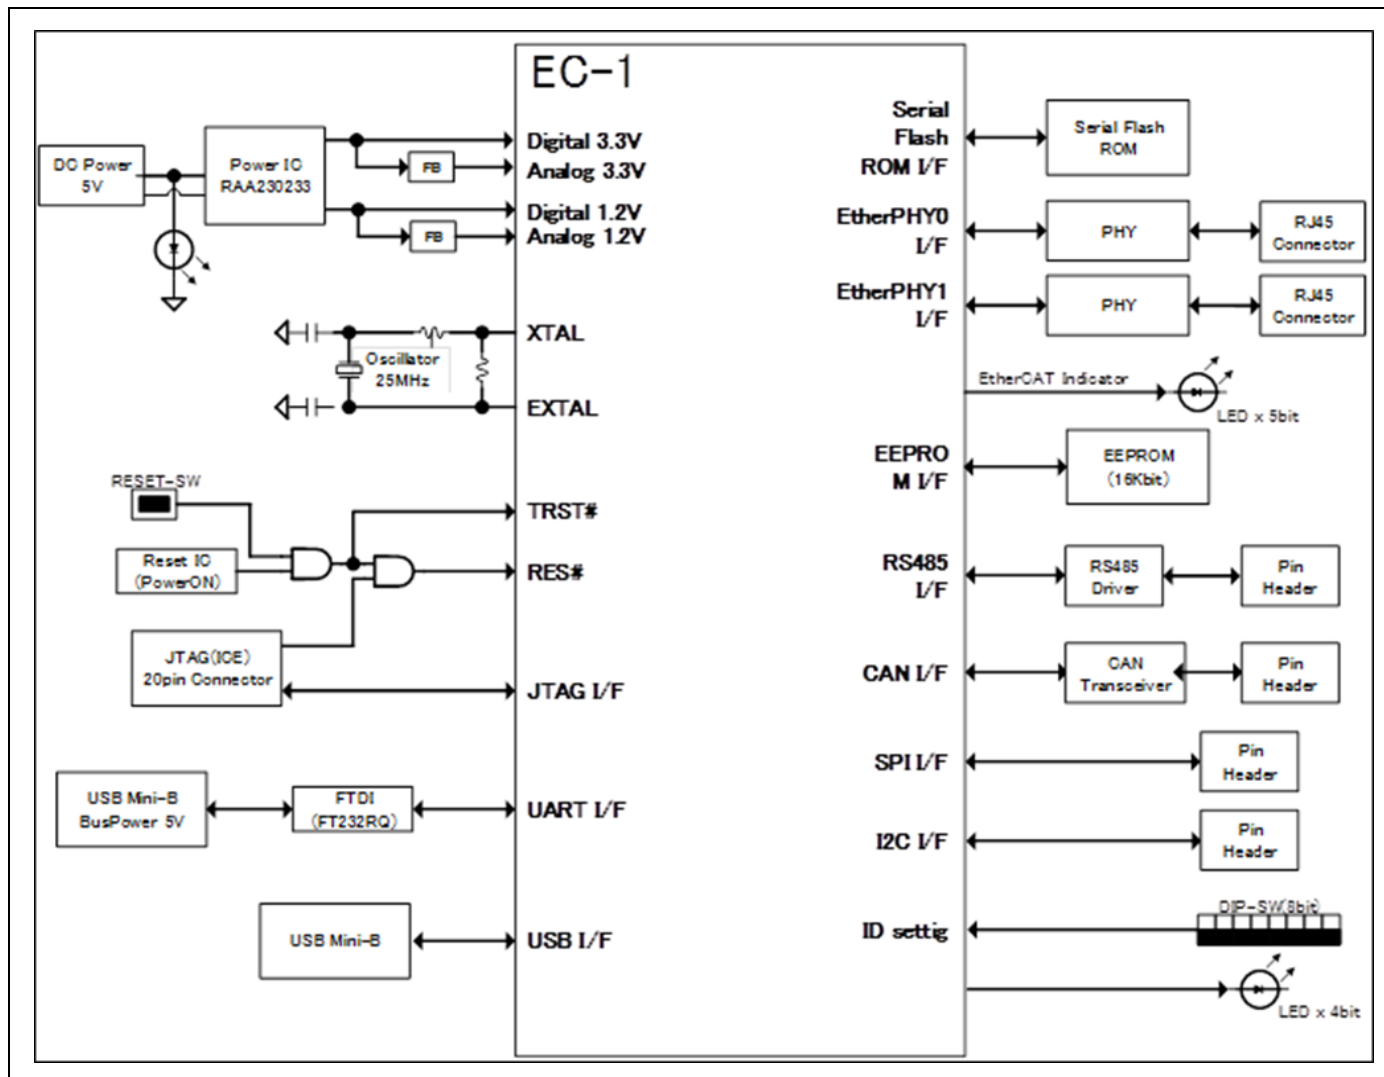 EC-1
DC Power
5V
Power IC
RAA230233
FB
FB
Digital 3.3V
Analog 3.3V
Digital 1.2V
Analog 1.2V
Oscillator
25MHz
XTAL
EXTAL
RESET-SW
Reset IC
(PowerON)
TRST#
RES#
JTAG(ICE)
20pin Connector
JTAG I/F
USB Mini-B
BusPower 5V
FTDI
(FT232RQ)
UART I/F
USB Mini-B
USB I/F
Serial
Flash
ROM I/F
Serial Flash
ROM
EtherPHY0
I/F
PHY
RJ45
Connector
EtherPHY1
I/F
PHY
RJ45
Connector
EtherCAT Indicator
LED x 5bit
EEPRO
M I/F
EEPROM
(16Kbit)
RS485
I/F
RS485
Driver
Pin
Header
CAN I/F
CAN
Transceiver
Pin
Header
SPI I/F
Pin
Header
I2C I/F
Pin
Header
ID settig
DIP-SW(8bit)
LED x 4bit